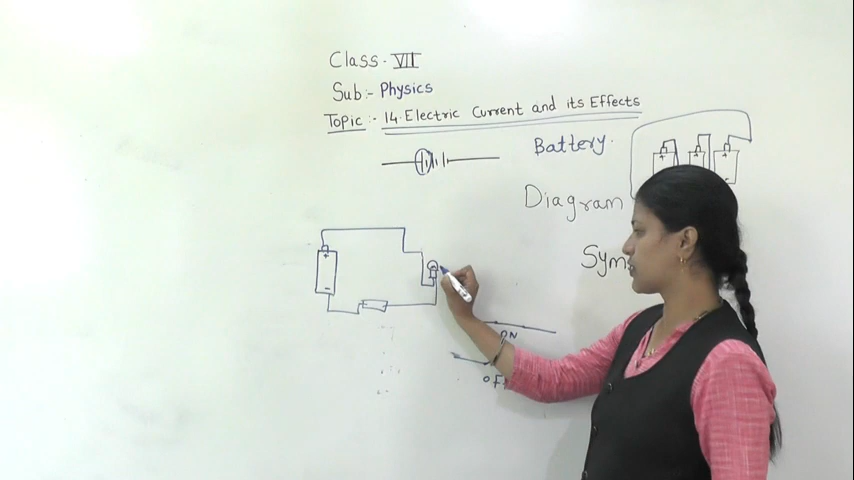 Class - VII
Sub:- Physics
Topic :- 14. Electric Current and its Effects
Battery.
Diagram
+
-
ON